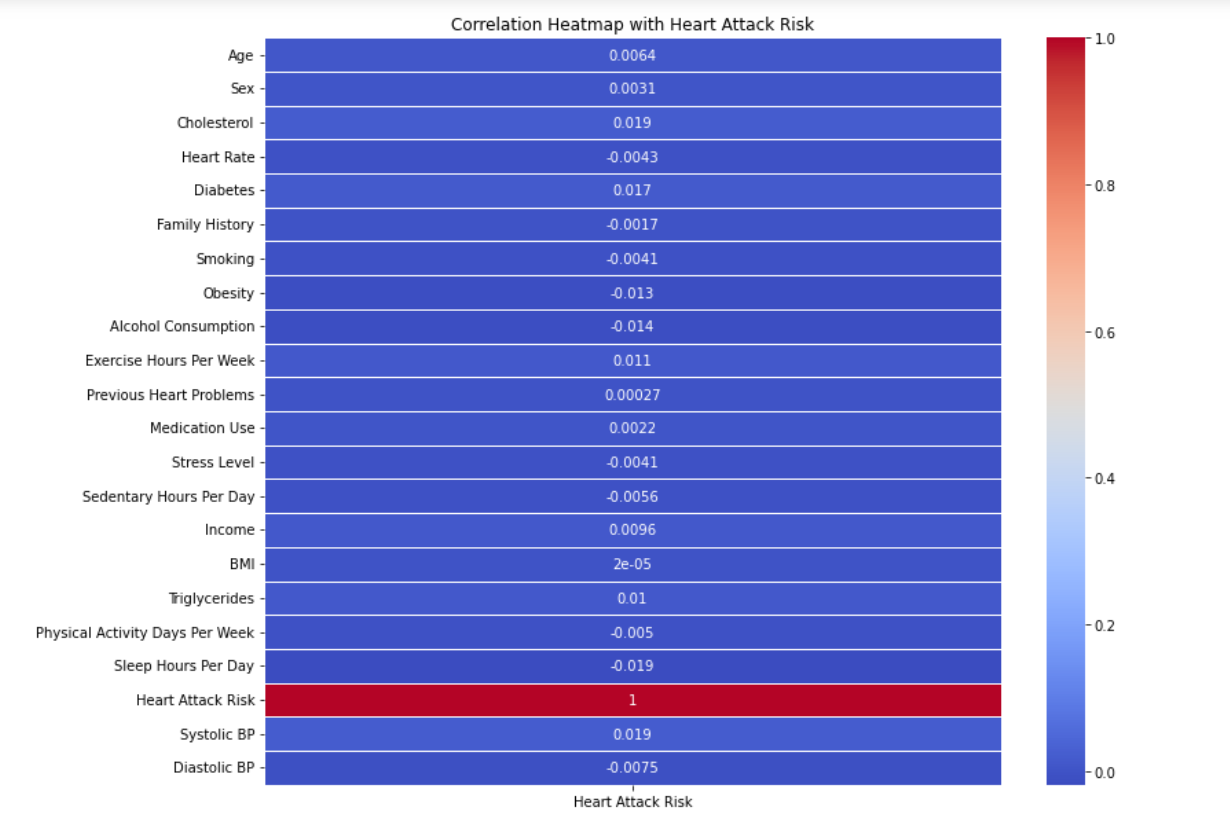 Correlation Heatmap with Heart Attack Risk
Age 0.0064
Sex 0.0031
Cholesterol 0.019
Heart Rate -0.0043
Diabetes 0.017
Family History -0.0017
Smoking -0.0041
Obesity -0.013
Alcohol Consumption -0.014
Exercise Hours Per Week 0.011
Previous Heart Problems 0.00027
Medication Use 0.0022
Stress Level -0.0041
Sedentary Hours Per Day -0.0056
Income 0.0096
BMI 2e-05
Triglycerides 0.01
Physical Activity Days Per Week -0.005
Sleep Hours Per Day -0.019
Heart Attack Risk 1
Systolic BP 0.019
Diastolic BP -0.0075
Heart Attack Risk
1.0
0.8
0.6
0.4
0.2
0.0